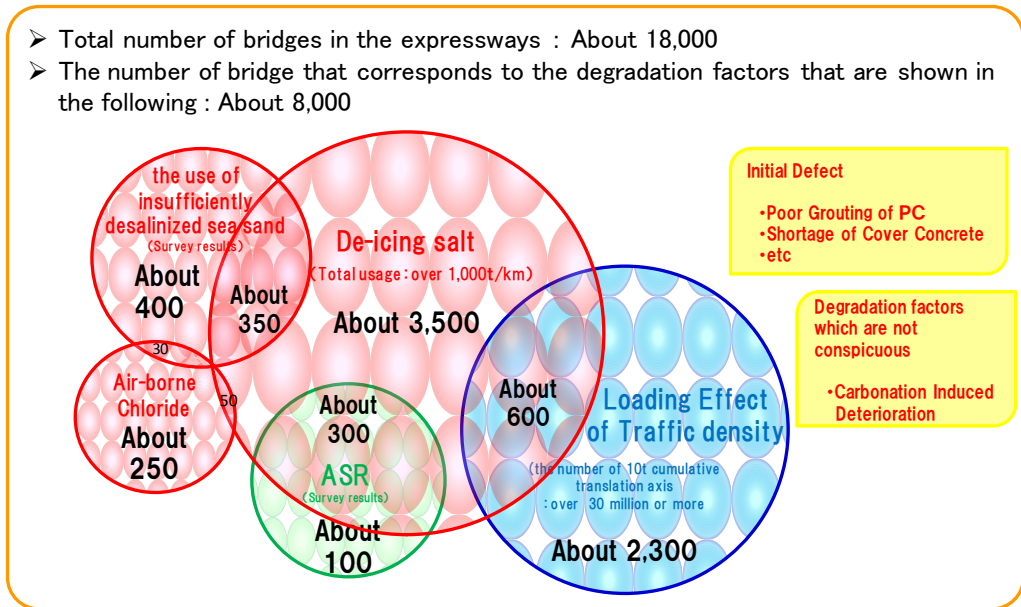 ➢ Total number of bridges in the expressways : About 18,000
➢ The number of bridge that corresponds to the degradation factors that are shown in
the following : About 8,000
the use of
insufficiently
desalinized sea sand
(Survey results)
About
400
About
350
De-icing salt
(Total usage:over 1,000t/km)
About 3,500
30
Air-borne
Chloride
About
250
50
About
300
ASR
(Survey results)
About
100
About
600
Loading Effect
of Traffic density
(the number of 10t cumulative
translation axis
:over 30 million or more
About 2,300
Initial Defect
・Poor Grouting of PC
・Shortage of Cover Concrete
・etc
Degradation factors
which are not
conspicuous
・Carbonation Induced
Deterioration